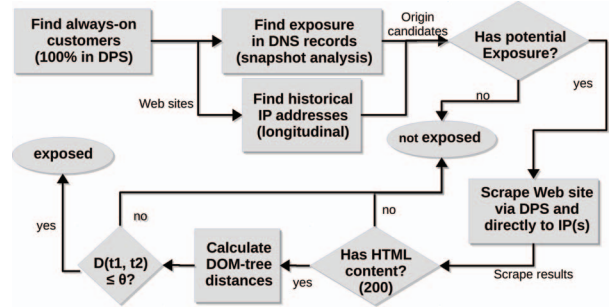 Find always-on
customers
(100% in DPS)
Find exposure
in DNS records
(snapshot analysis)
Origin
candidates
Has potential
Exposure?
Web sites
Find historical
IP addresses
(longitudinal)
no
yes
not exposed
exposed
Scrape Web site
via DPS and
directly to IP(s)
yes
no
no
D(t1, t2)
≤ θ?
Calculate
DOM-tree
distances
yes
Has HTML
content?
(200)
Scrape results